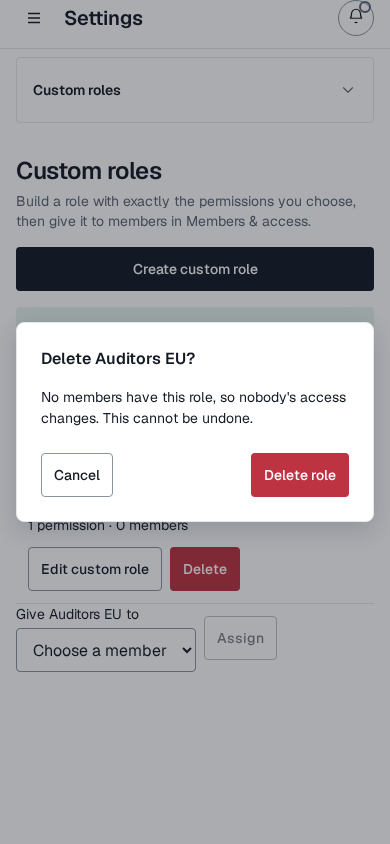 Settings
Custom roles
Custom roles
Build a role with exactly the permissions you choose,
then give it to members in Members & access.
Create custom role
Delete Auditors EU?
No members have this role, so nobody's access
changes. This cannot be undone.
Cancel
Delete role
1 permission · 0 members
Edit custom role
Delete
Give Auditors EU to
Choose a member
Assign